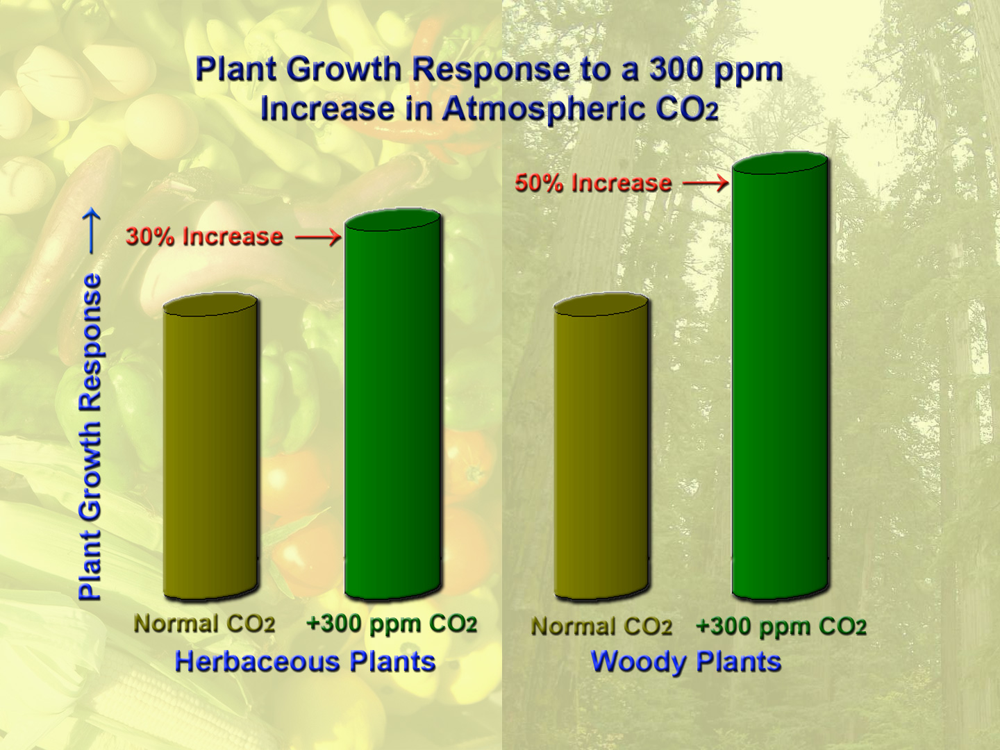 Plant Growth Response to a 300 ppm
Increase in Atmospheric CO2
50% Increase →
30% Increase →
Plant Growth Response →
Normal CO2
+300 ppm CO2
Herbaceous Plants
Normal CO2
+300 ppm CO2
Woody Plants